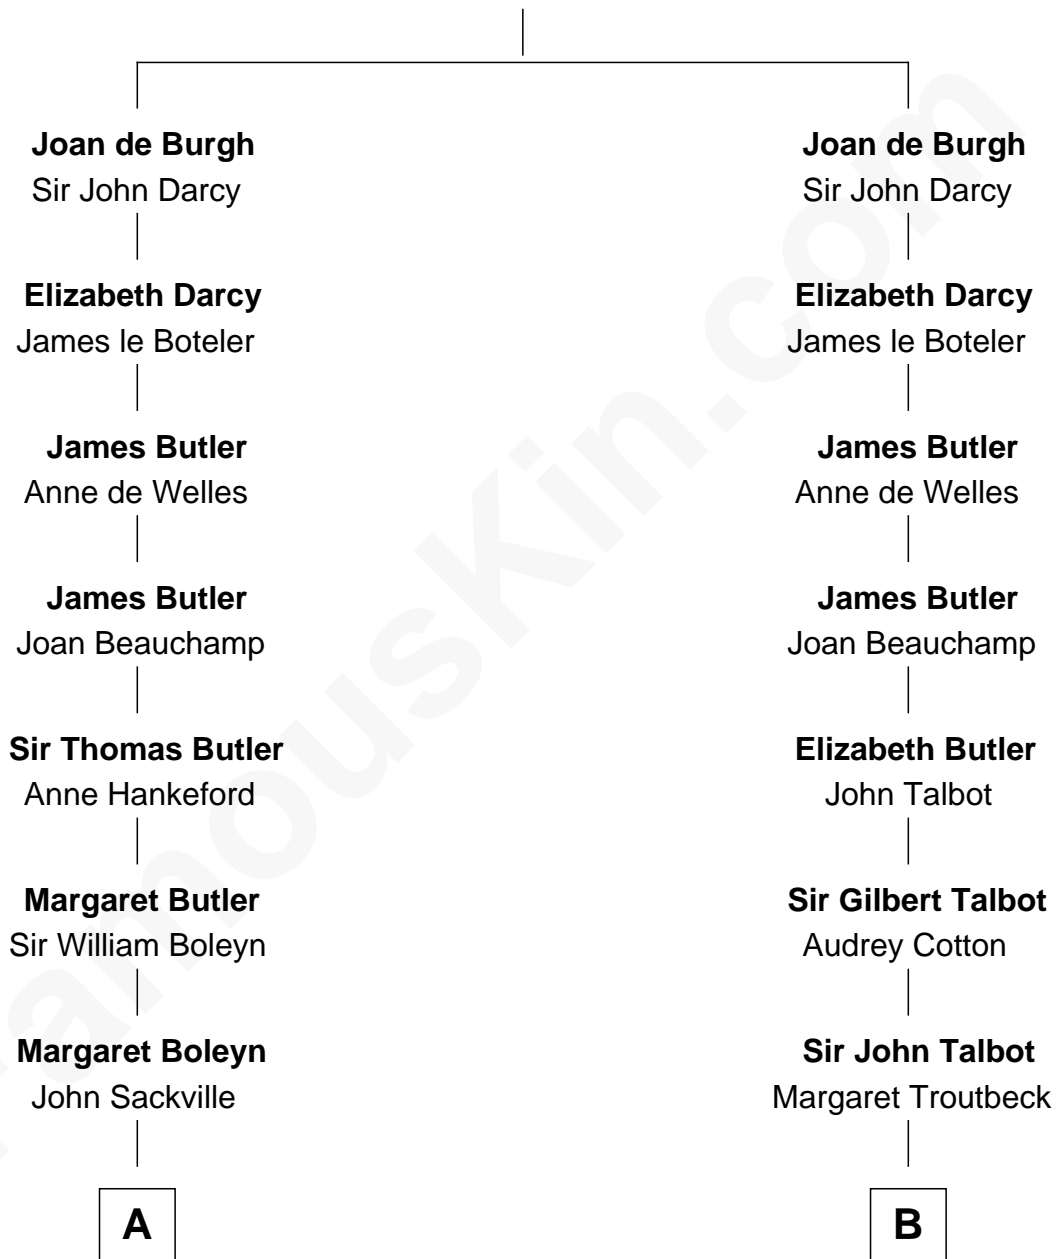 Joan de Burgh
Sir John Darcy
Elizabeth Darcy
James le Boteler
James Butler
Anne de Welles
James Butler
Joan Beauchamp
Sir Thomas Butler
Anne Hankeford
Margaret Butler
Sir William Boleyn
Margaret Boleyn
John Sackville
A
Joan de Burgh
Sir John Darcy
Elizabeth Darcy
James le Boteler
James Butler
Anne de Welles
James Butler
Joan Beauchamp
Elizabeth Butler
John Talbot
Sir Gilbert Talbot
Audrey Cotton
Sir John Talbot
Margaret Troutbeck
B
FamousKin.com